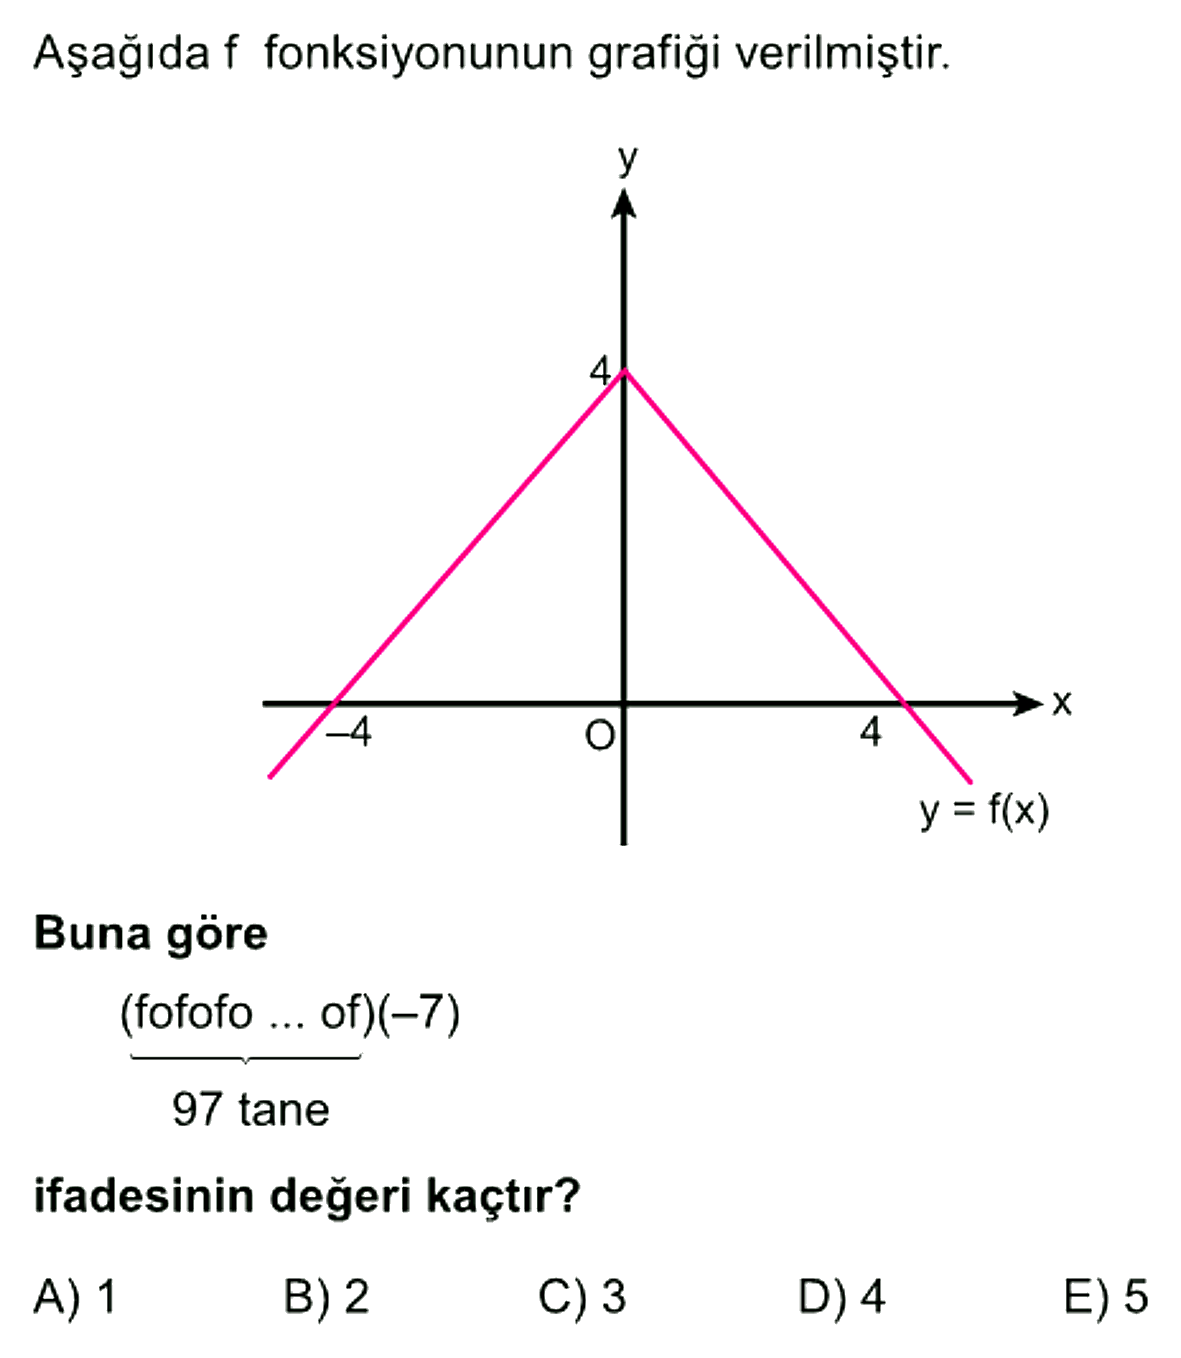 Aşağıda f fonksiyonunun grafiği verilmiştir.
y
4
–4
O
4
x
y = f(x)
Buna göre
(fofofo ... of)(–7)
97 tane
ifadesinin değeri kaçtır?
A) 1 B) 2 C) 3 D) 4 E) 5